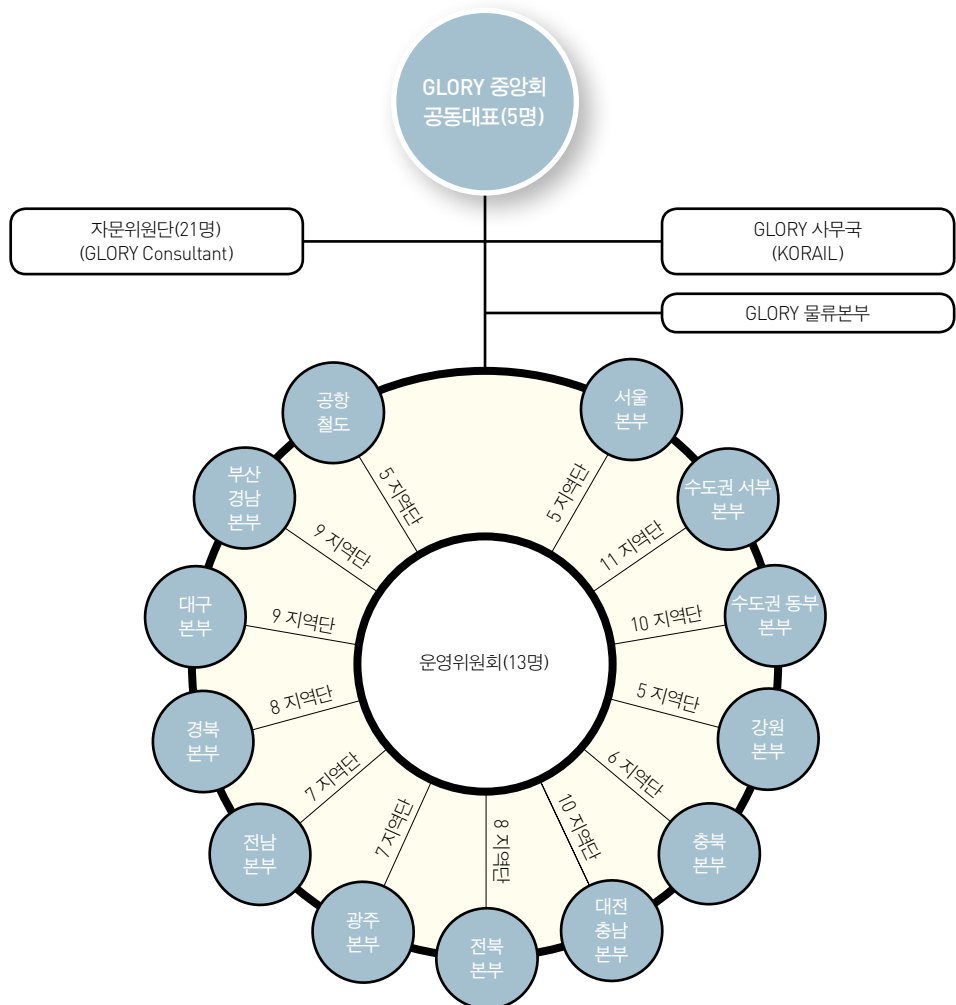 GLORY 중앙회
공동대표(5명)
자문위원단(21명)
(GLORY Consultant)
GLORY 사무국
(KORAIL)
GLORY 물류본부
공항
철도
5 지역단
서울
본부
5 지역단
수도권 서부
본부
11 지역단
수도권 동부
본부
10 지역단
강원
본부
5 지역단
충북
본부
6 지역단
대전
충남
본부
10 지역단
전북
본부
8 지역단
광주
본부
7 지역단
전남
본부
7 지역단
경북
본부
8 지역단
대구
본부
9 지역단
부산
경남
본부
9 지역단
운영위원회(13명)